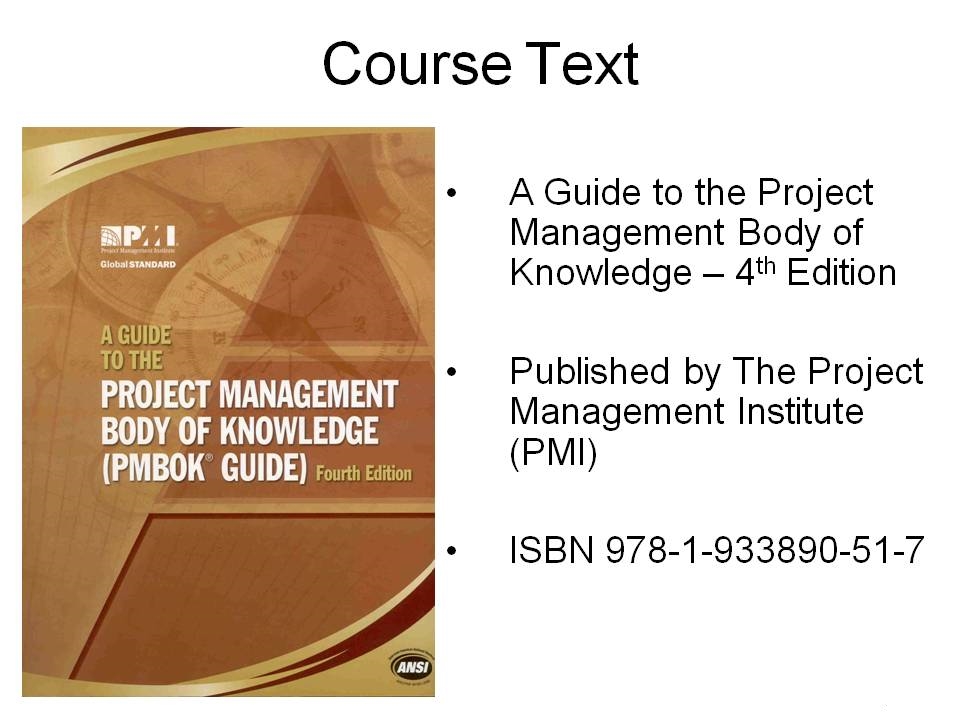 Course Text
PMI
Project Management Institute
Global STANDARD
A GUIDE
TO THE
PROJECT MANAGEMENT
BODY OF KNOWLEDGE
(PMBOK® GUIDE) Fourth Edition
ANSI
• A Guide to the Project
Management Body of
Knowledge – 4th Edition
• Published by The Project
Management Institute
(PMI)
• ISBN 978-1-933890-51-7